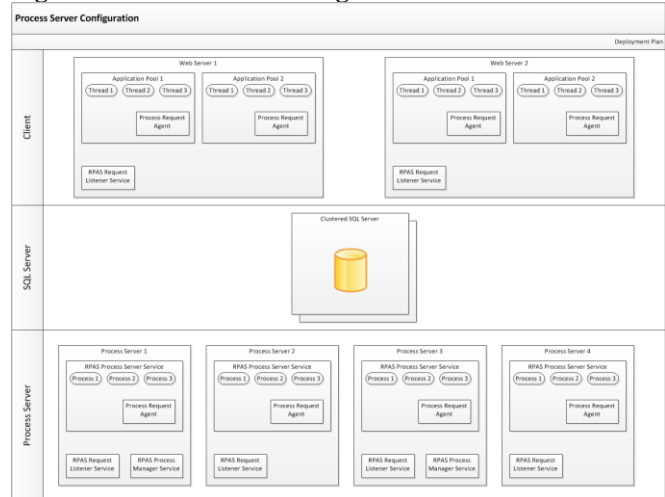 Process Server Configuration
Deployment Plan
Client
Web Server 1
Application Pool 1
Thread 1 Thread 2 Thread 3
Process Request
Agent
Application Pool 2
Thread 1 Thread 2 Thread 3
Process Request
Agent
RPAS Request
Listener Service
Web Server 2
Application Pool 1
Thread 1 Thread 2 Thread 3
Process Request
Agent
Application Pool 2
Thread 1 Thread 2 Thread 3
Process Request
Agent
RPAS Request
Listener Service
SQL Server
Clustered SQL Server
Process Server
Process Server 1
RPAS Process Server Service
Process 1 Process 2 Process 3
Process Request
Agent
RPAS Request
Listener Service
RPAS Process
Manager Service
Process Server 2
RPAS Process Server Service
Process 1 Process 2 Process 3
Process Request
Agent
RPAS Request
Listener Service
Process Server 3
RPAS Process Server Service
Process 1 Process 2 Process 3
Process Request
Agent
RPAS Request
Listener Service
RPAS Process
Manager Service
Process Server 4
RPAS Process Server Service
Process 1 Process 2 Process 3
Process Request
Agent
RPAS Request
Listener Service